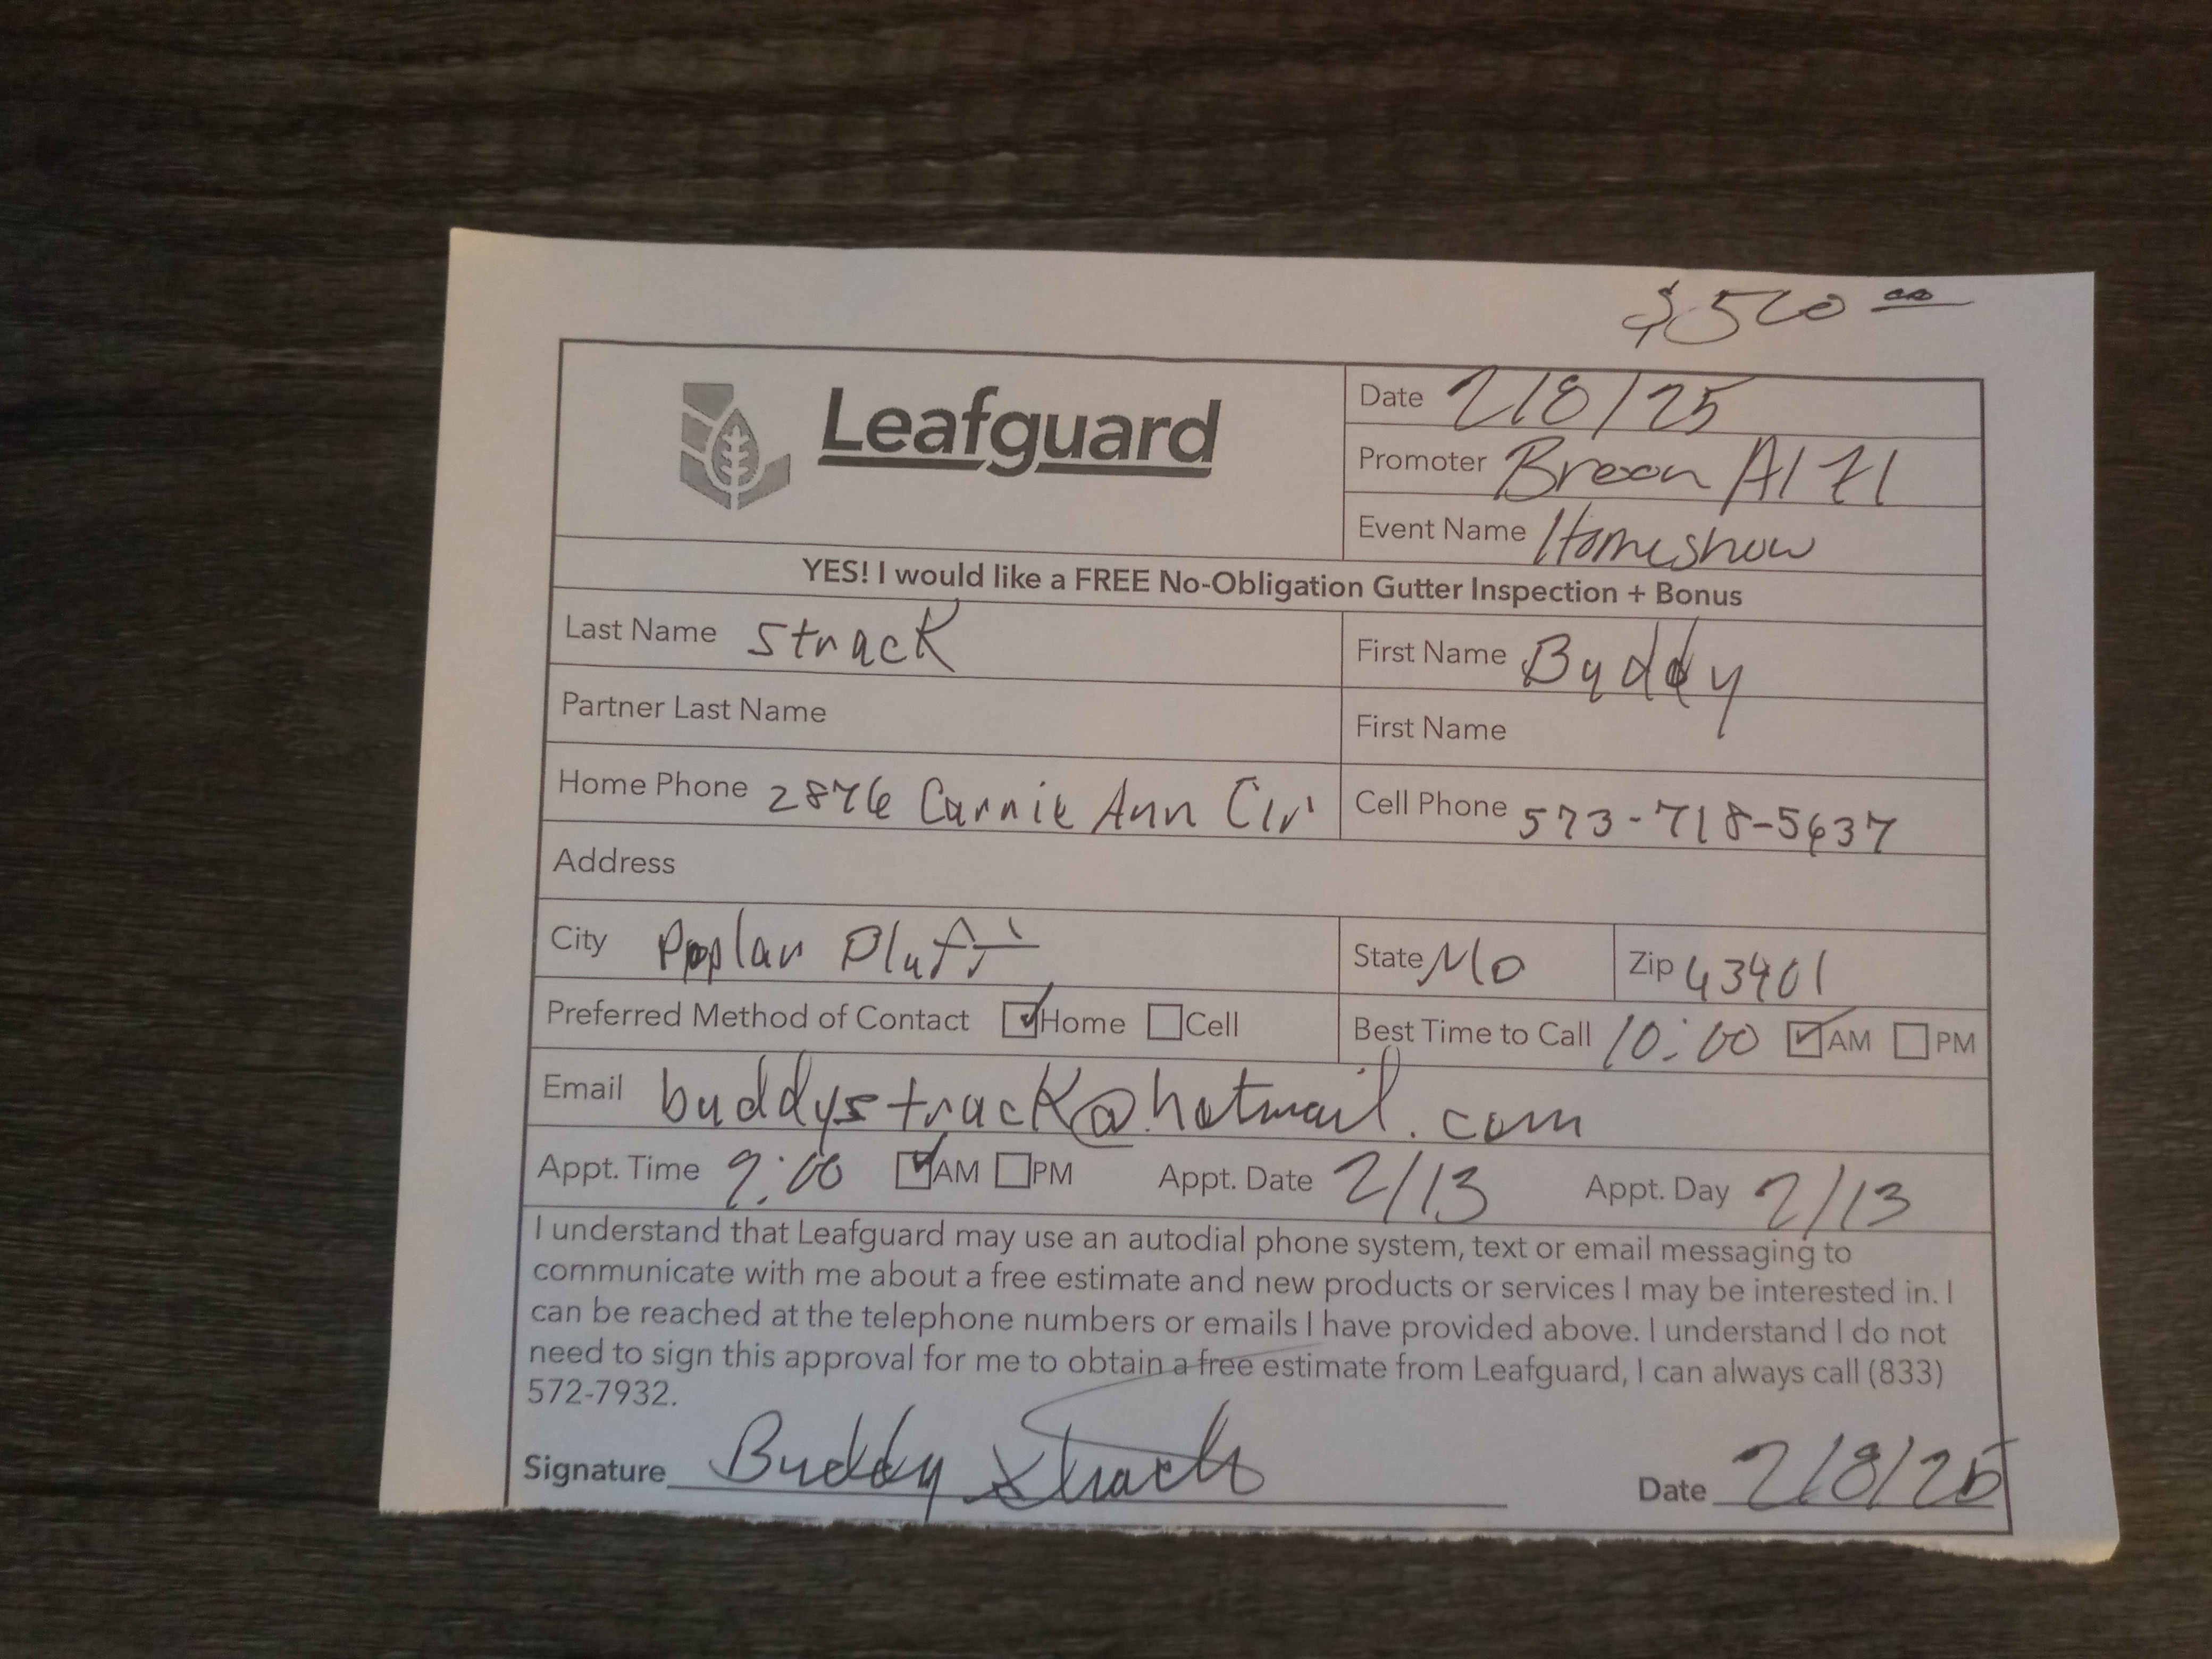 $500 00
Leafguard
Date 2/8/25
Promoter Breon A171
Event Name Homeshow
YES! I would like a FREE No-Obligation Gutter Inspection + Bonus
Last Name Strack First Name Buddy
Partner Last Name First Name
Home Phone 2876 Carnie Ann Cir Cell Phone 573-718-5637
Address
City Poplar Bluff State Mo Zip 63901
Preferred Method of Contact Home Cell Best Time to Call 10:00 AM PM
Email buddystrack@hotmail.com
Appt. Time 9:00 AM PM Appt. Date 2/13 Appt. Day 2/13
I understand that Leafguard may use an autodial phone system, text or email messaging to
communicate with me about a free estimate and new products or services I may be interested in. I
can be reached at the telephone numbers or emails I have provided above. I understand I do not
need to sign this approval for me to obtain a free estimate from Leafguard, I can always call (833)
572-7932.
Signature Buddy Strack Date 2/8/25